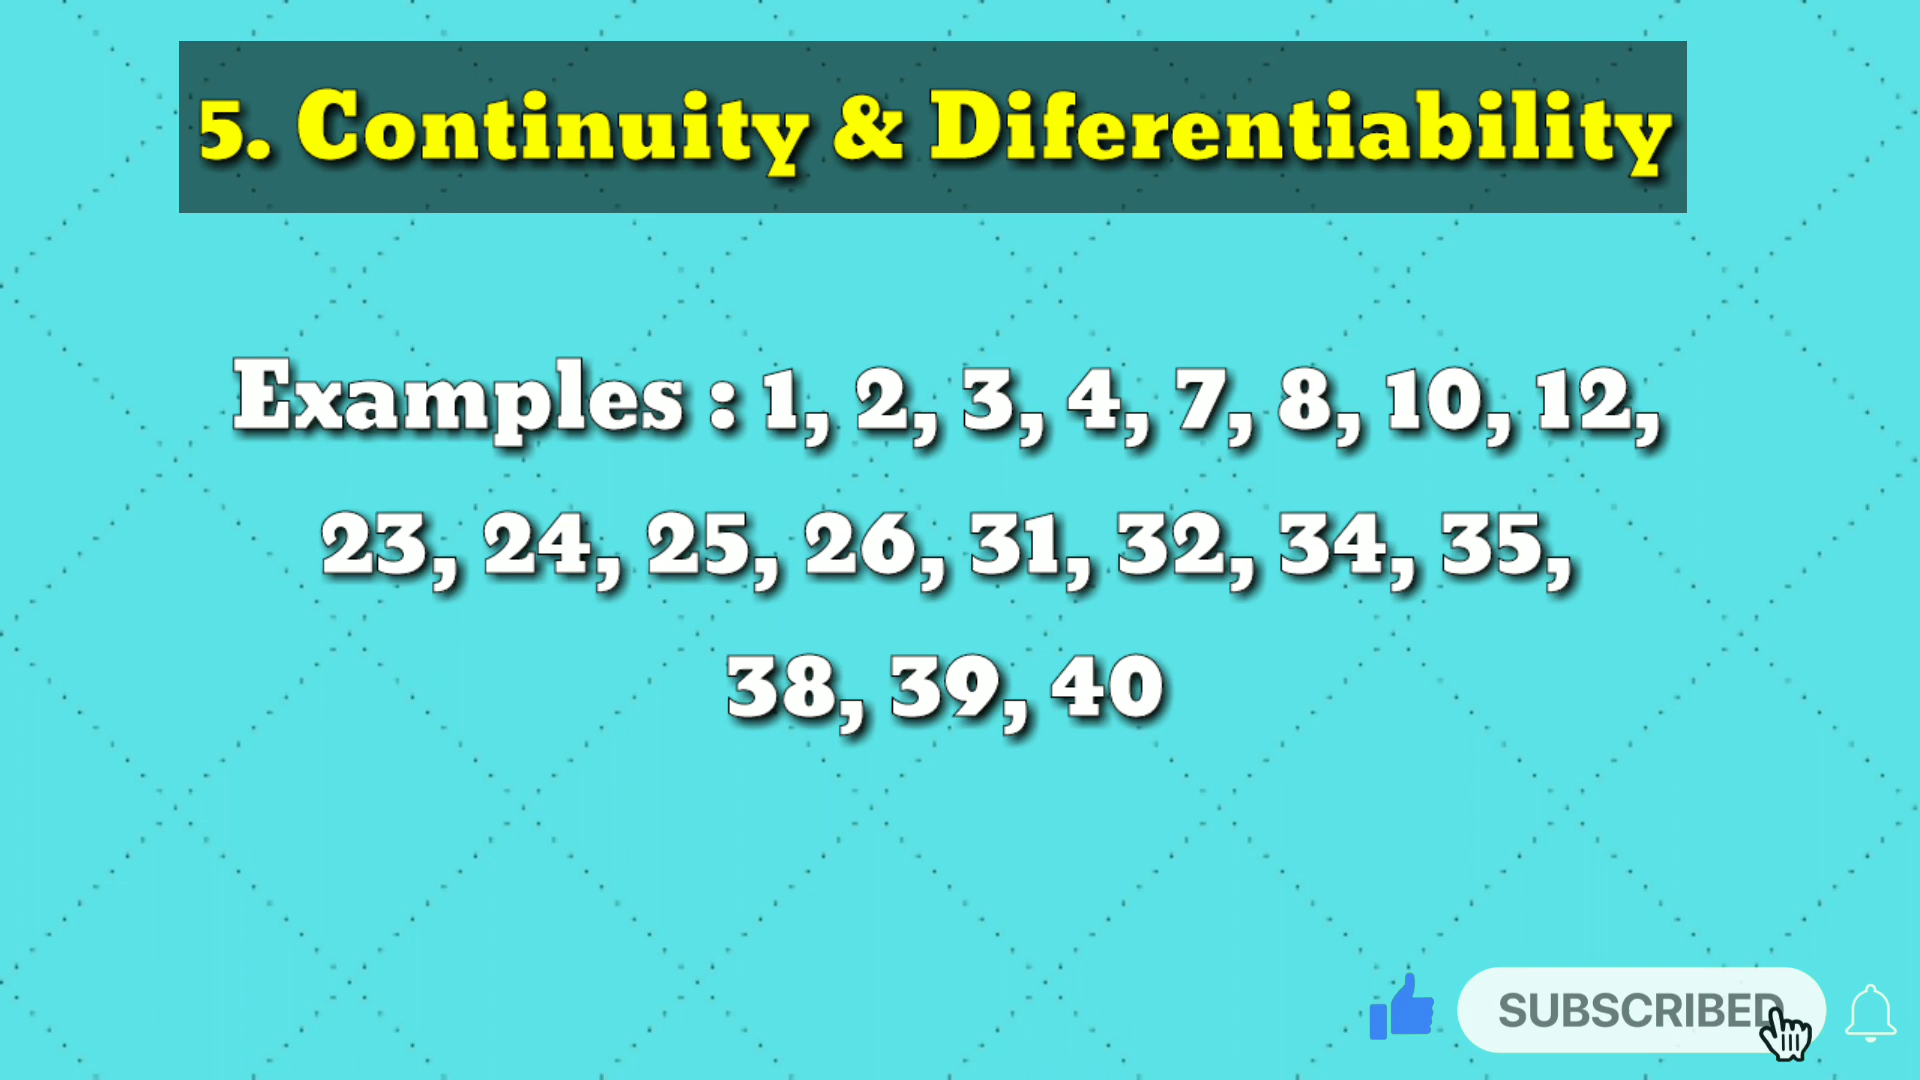 5. Continuity & Diferentiability
Examples : 1, 2, 3, 4, 7, 8, 10, 12,
23, 24, 25, 26, 31, 32, 34, 35,
38, 39, 40
SUBSCRIBED